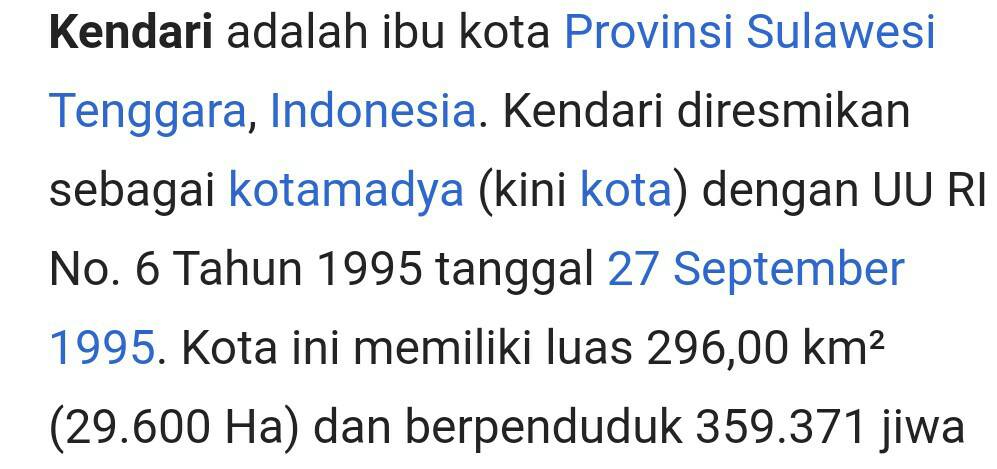 Kendari adalah ibu kota Provinsi Sulawesi
Tenggara, Indonesia. Kendari diresmikan
sebagai kotamadya (kini kota) dengan UU RI
No. 6 Tahun 1995 tanggal 27 September
1995. Kota ini memiliki luas 296,00 km²
(29.600 Ha) dan berpenduduk 359.371 jiwa